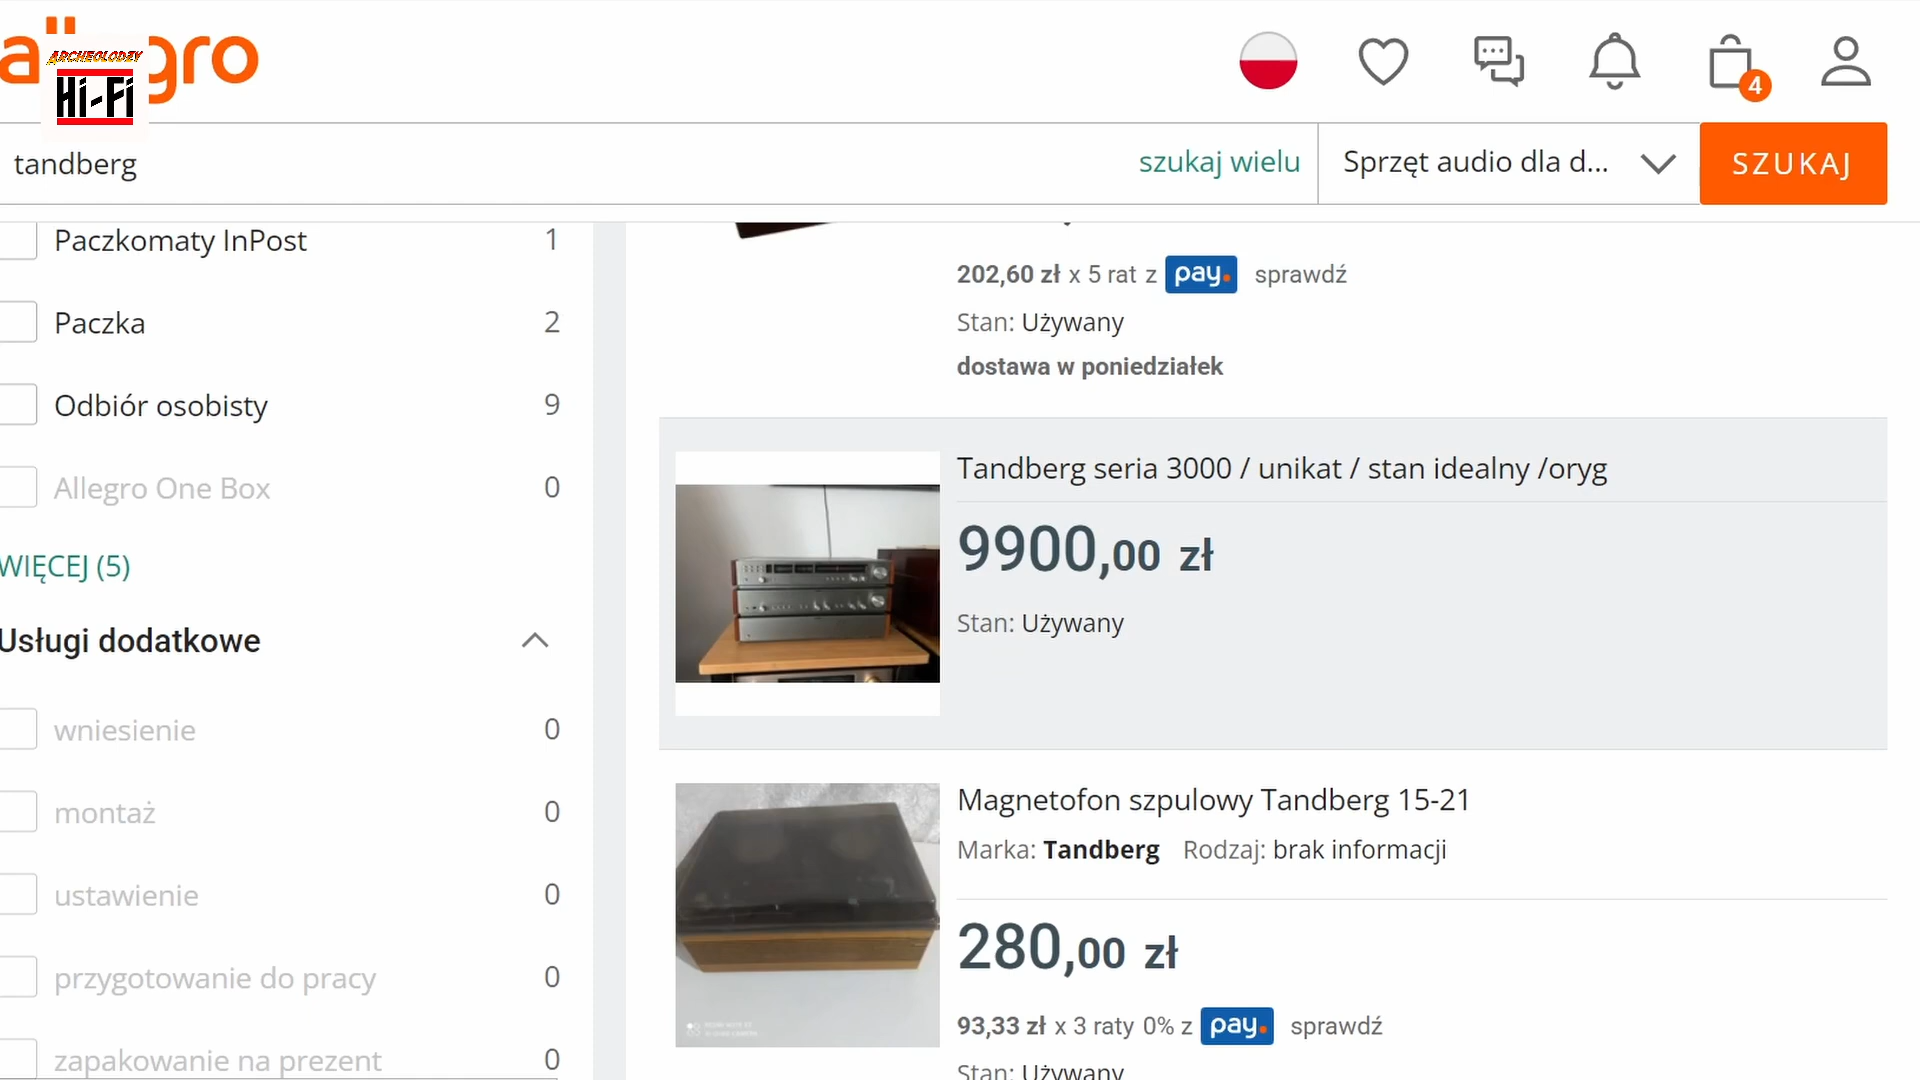 allegro
ARCHEOLODZY
Hi-Fi
4
tandberg
szukaj wielu
Sprzęt audio dla d...
SZUKAJ
Paczkomaty InPost 1
Paczka 2
Odbiór osobisty 9
Allegro One Box 0
WIĘCEJ (5)
Usługi dodatkowe
wniesienie 0
montaż 0
ustawienie 0
przygotowanie do pracy 0
zapakowanie na prezent 0
202,60 zł x 5 rat z pay. sprawdź
Stan: Używany
dostawa w poniedziałek
Tandberg seria 3000 / unikat / stan idealny /oryg
9900,00 zł
Stan: Używany
Magnetofon szpulowy Tandberg 15-21
Marka: Tandberg Rodzaj: brak informacji
280,00 zł
93,33 zł x 3 raty 0% z pay. sprawdź
Stan: Używany